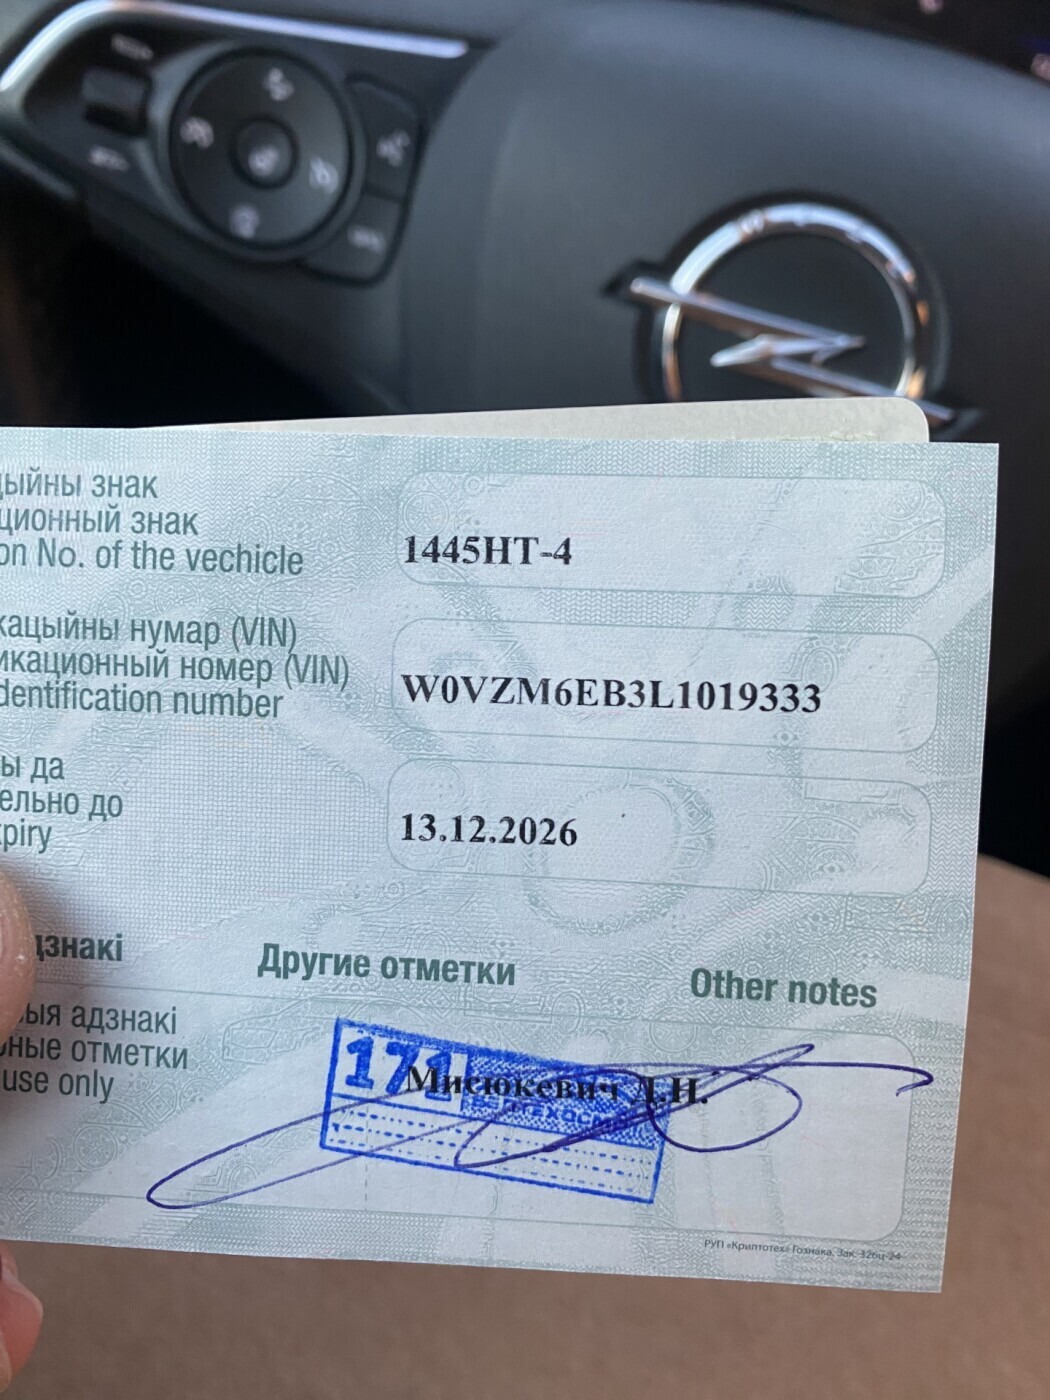 цыйны знак
ционный знак
on No. of the vechicle
1445НТ-4
кацыйны нумар (VIN)
икационный номер (VIN)
dentification number
W0VZM6EB3L1019333
ы да
ельно до
xpiry
13.12.2026
дзнакі
Другие отметки
Other notes
ыя адзнакі
ные отметки
use only
171
Мисюкевич Д.Н.
РУП «Криптотех» Гознака. Зак. 326ц-24